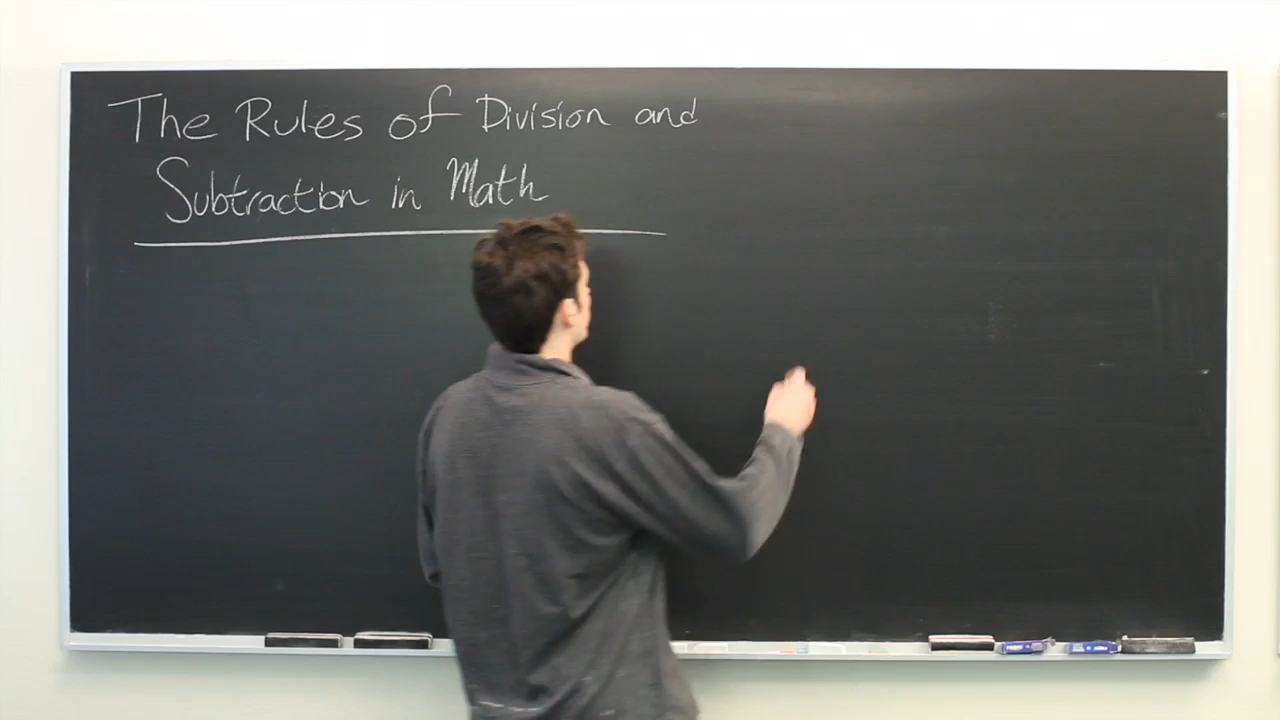 The Rules of Division and
Subtraction in Math